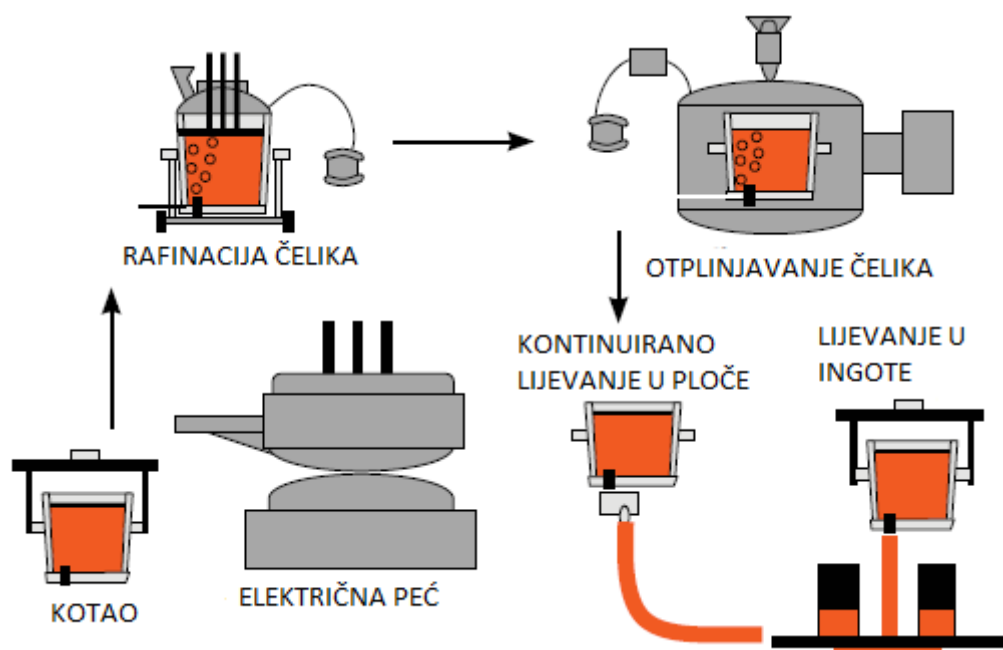 RAFINACIJA ČELIKA
OTPLINJAVANJE ČELIKA
KONTINUIRANO
LIJEVANJE U PLOČE
LIJEVANJE U
INGOTE
KOTAO
ELEKTRIČNA PEĆ